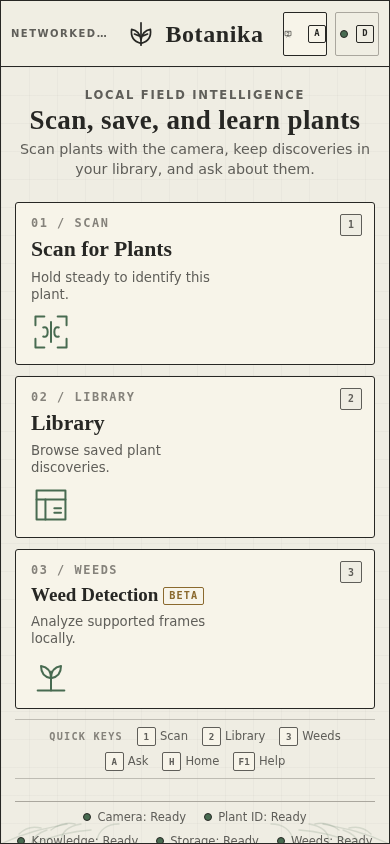 NETWORKED…
Botanika
A
D
LOCAL FIELD INTELLIGENCE
Scan, save, and learn plants
Scan plants with the camera, keep discoveries in
your library, and ask about them.
01 / SCAN
1
Scan for Plants
Hold steady to identify this
plant.
02 / LIBRARY
2
Library
Browse saved plant
discoveries.
03 / WEEDS
3
Weed Detection BETA
Analyze supported frames
locally.
QUICK KEYS 1 Scan 2 Library 3 Weeds
A Ask H Home F1 Help
Camera: Ready Plant ID: Ready
Knowledge: Ready Storage: Ready Weeds: Ready